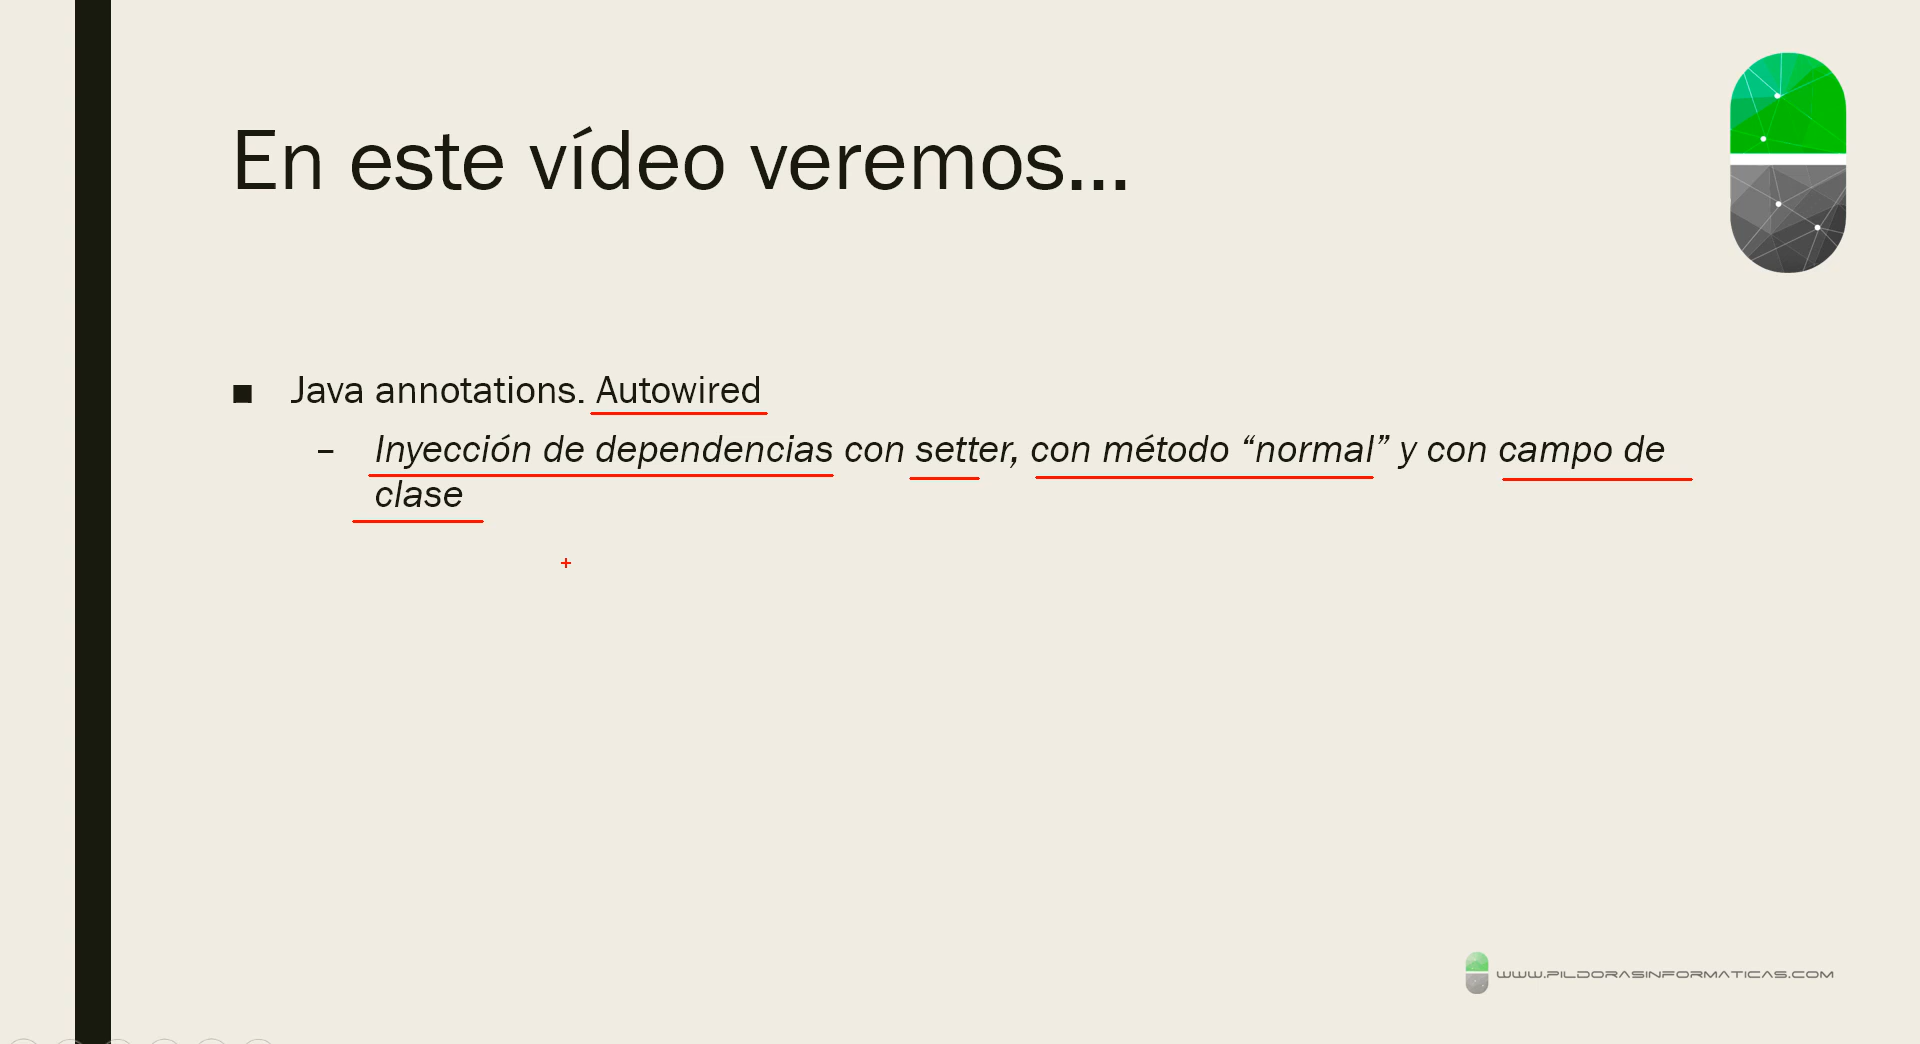 En este vídeo veremos...
■ Java annotations. Autowired
– Inyección de dependencias con setter, con método “normal” y con campo de
clase
WWW.PILDORASINFORMATICAS.COM